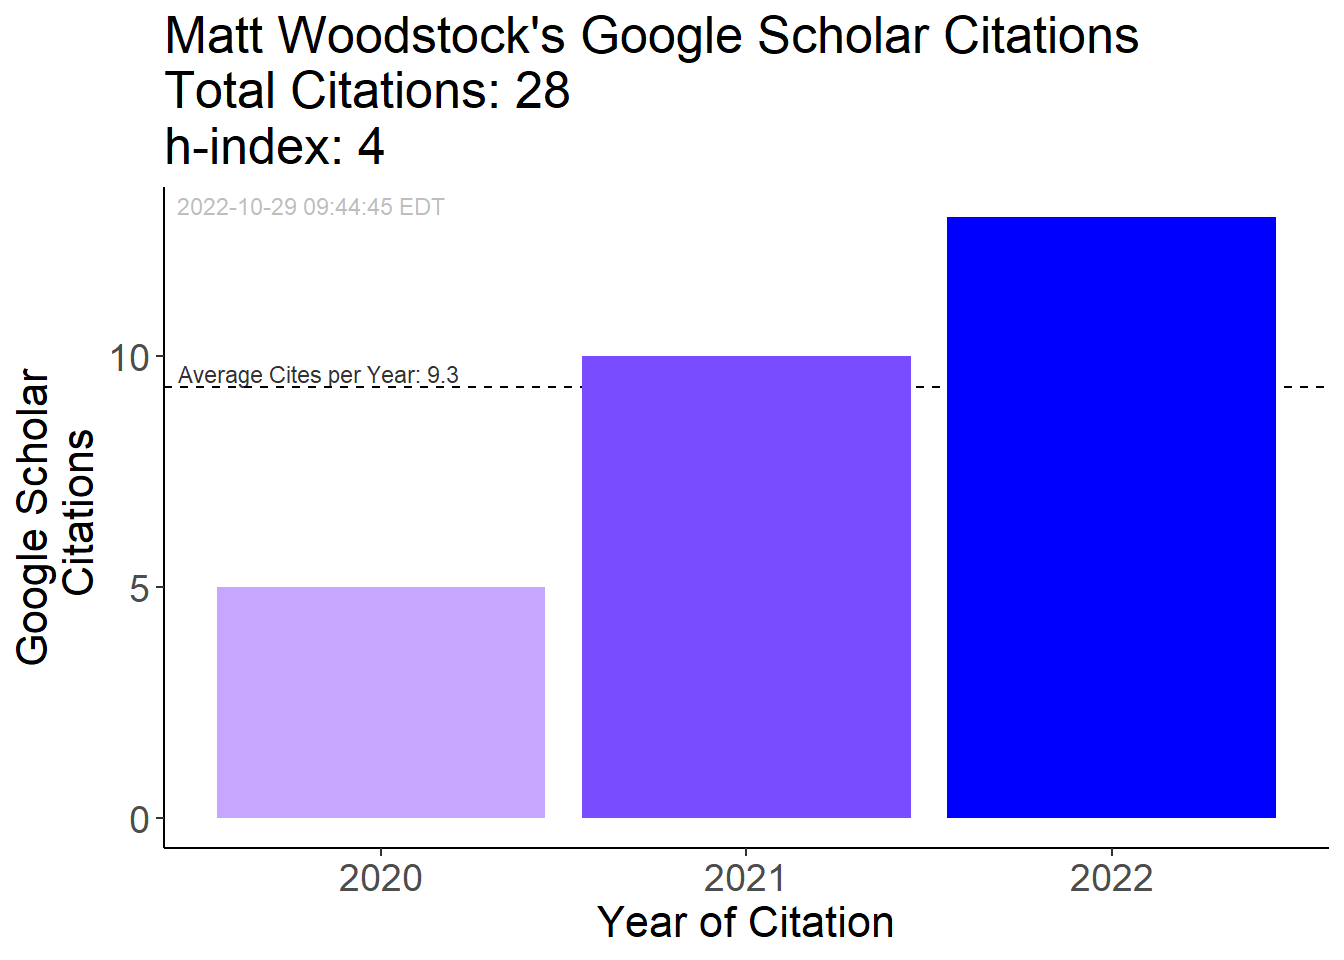 Matt Woodstock's Google Scholar Citations
Total Citations: 28
h-index: 4
2022-10-29 09:44:45 EDT
10
Average Cites per Year: 9.3
Google Scholar
Citations
5
0
2020
2021
2022
Year of Citation